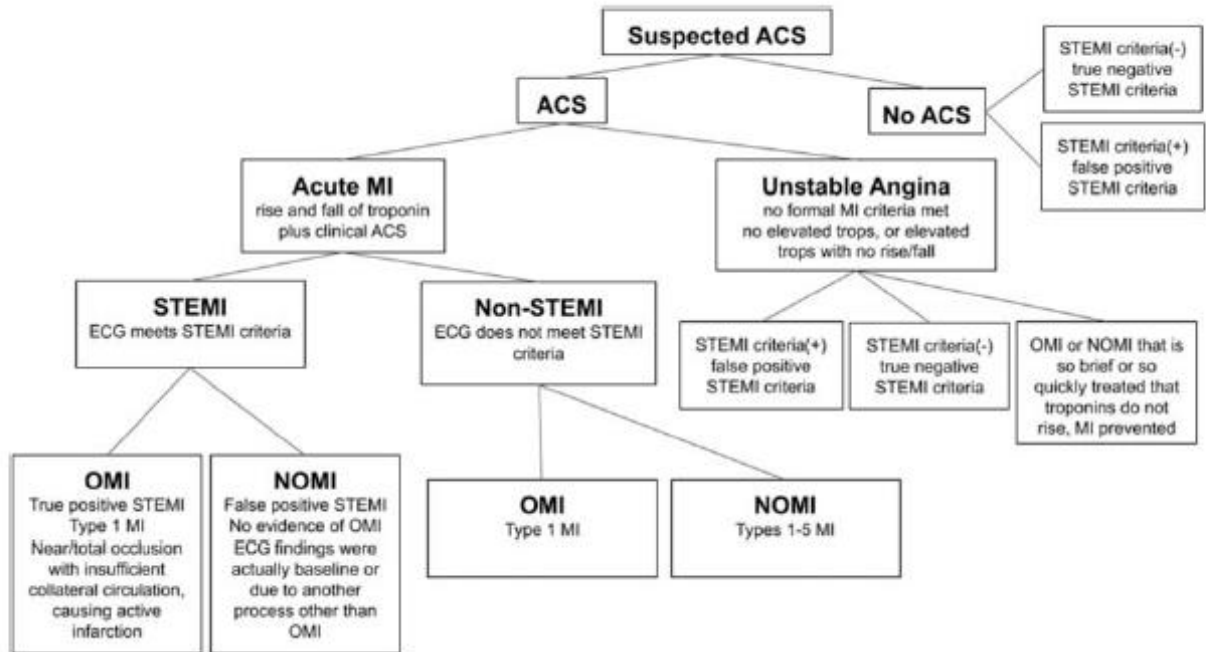 Suspected ACS
STEMI criteria(-)
true negative
STEMI criteria
ACS
No ACS
STEMI criteria(+)
false positive
STEMI criteria
Acute MI
rise and fall of troponin
plus clinical ACS
Unstable Angina
no formal MI criteria met
no elevated trops, or elevated
trops with no rise/fall
STEMI
ECG meets STEMI criteria
Non-STEMI
ECG does not meet STEMI
criteria
STEMI criteria(+)
false positive
STEMI criteria
STEMI criteria(-)
true negative
STEMI criteria
OMI or NOMI that is
so brief or so
quickly treated that
troponins do not
rise, MI prevented
OMI
True positive STEMI
Type 1 MI
Near/total occlusion
with insufficient
collateral circulation,
causing active
infarction
NOMI
False positive STEMI
No evidence of OMI
ECG findings were
actually baseline or
due to another
process other than
OMI
OMI
Type 1 MI
NOMI
Types 1-5 MI